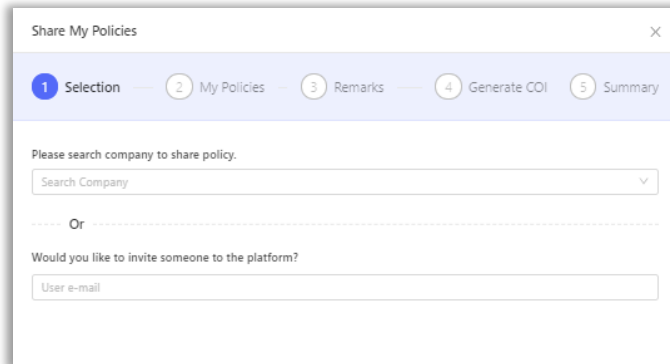 Share My Policies
1 Selection 2 My Policies 3 Remarks 4 Generate COI 5 Summary
Please search company to share policy.
Search Company
Or
Would you like to invite someone to the platform?
User e-mail